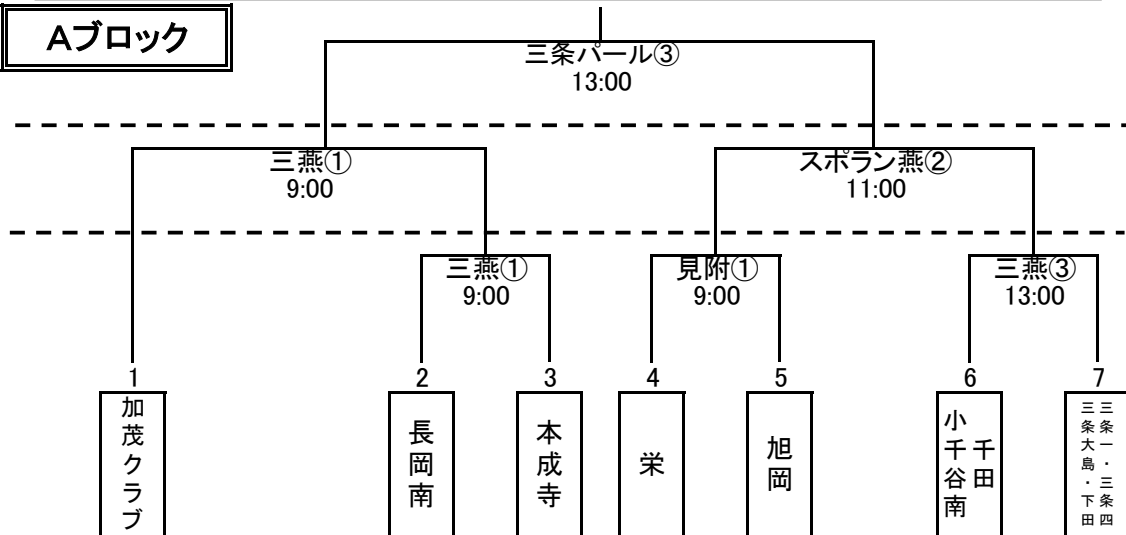 Aブロック
三条パール③
13:00
三燕①
9:00
スポラン燕②
11:00
三燕①
9:00
見附①
9:00
三燕③
13:00
1
2
3
4
5
6
7
加茂クラブ
長岡南
本成寺
栄
旭岡
千田
小千谷南
三条一・三条四
三条大島・下田